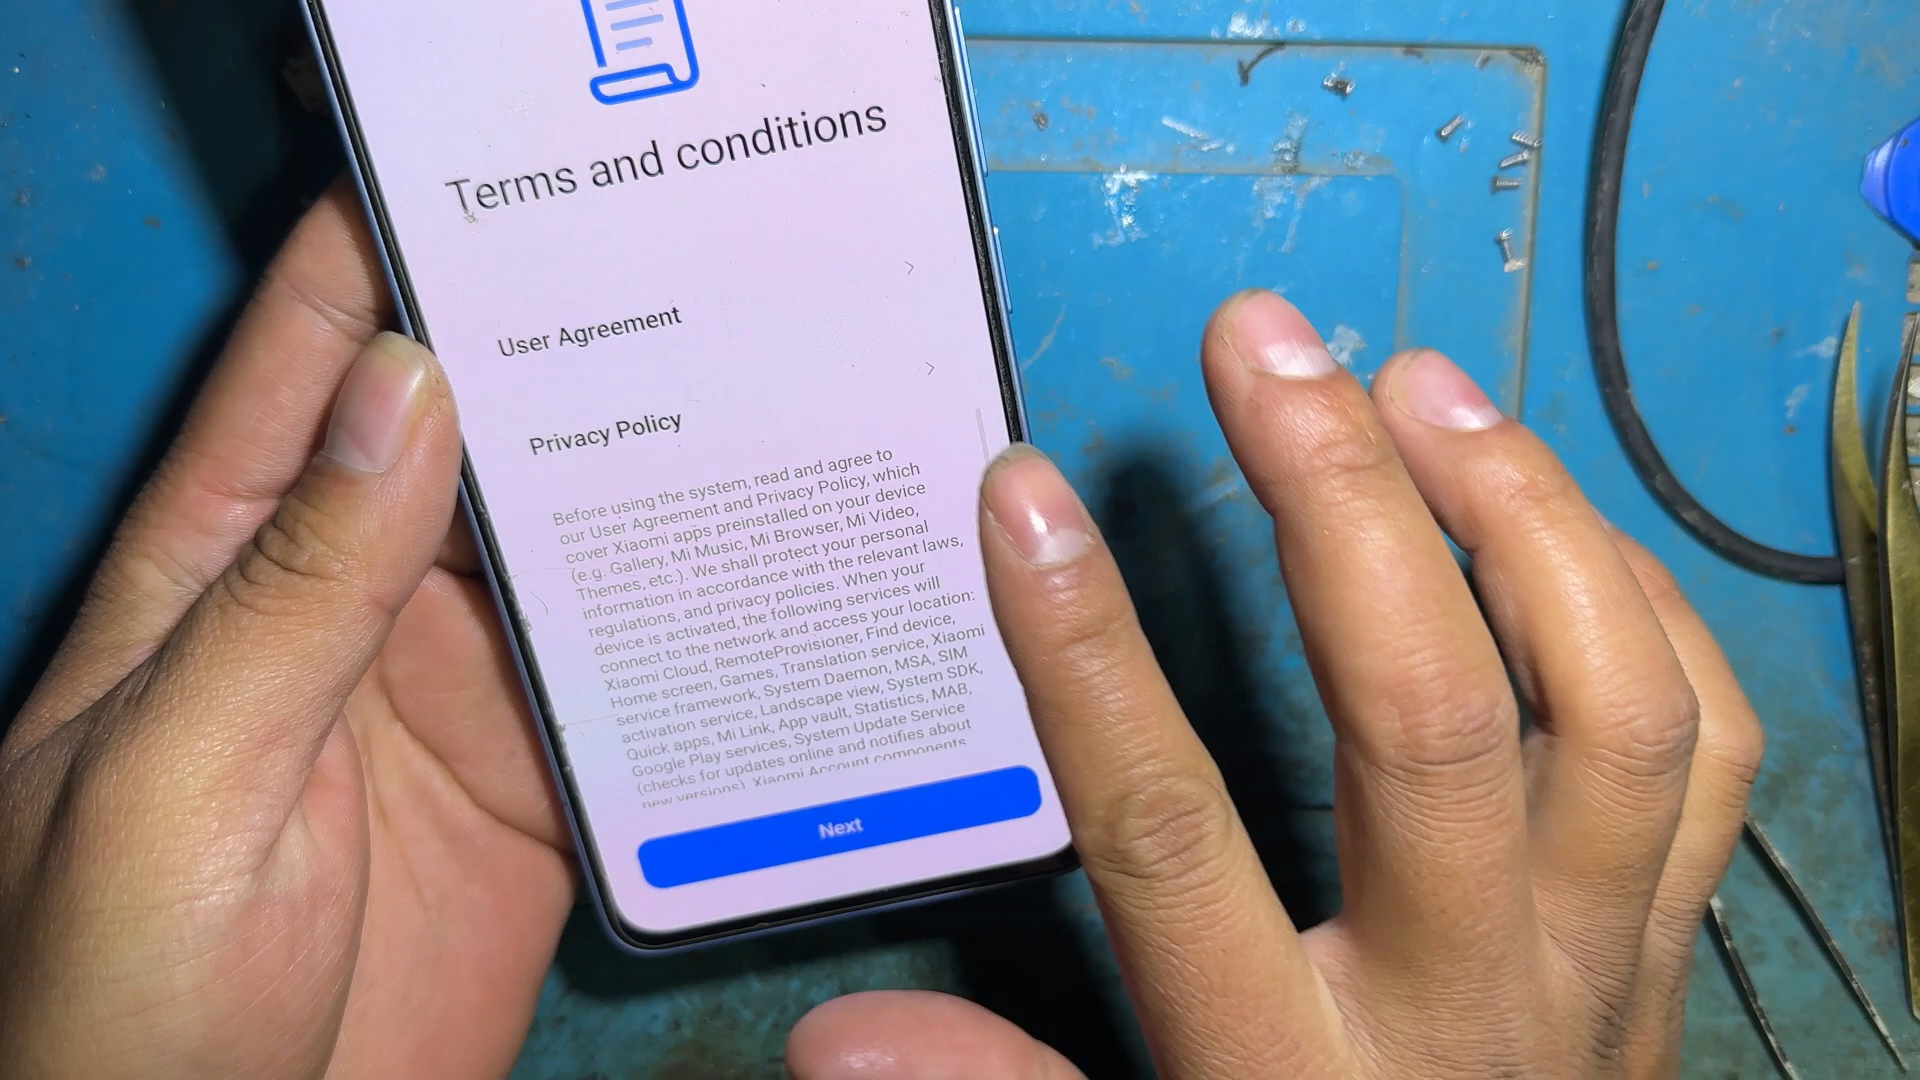 Terms and conditions
User Agreement
Privacy Policy
Before using the system, read and agree to
our User Agreement and Privacy Policy, which
cover Xiaomi apps preinstalled on your device
(e.g. Gallery, Mi Music, Mi Browser, Mi Video,
Themes, etc.). We shall protect your personal
information in accordance with the relevant laws,
regulations, and privacy policies. When your
device is activated, the following services will
connect to the network and access your location:
Xiaomi Cloud, RemoteProvisioner, Find device,
Home screen, Games, Translation service, Xiaomi
service framework, System Daemon, MSA, SIM
activation service, Landscape view, System SDK,
Quick apps, Mi Link, App vault, Statistics, MAB,
Google Play services, System Update Service
(checks for updates online and notifies about
new versions), Xiaomi Account components,
Next